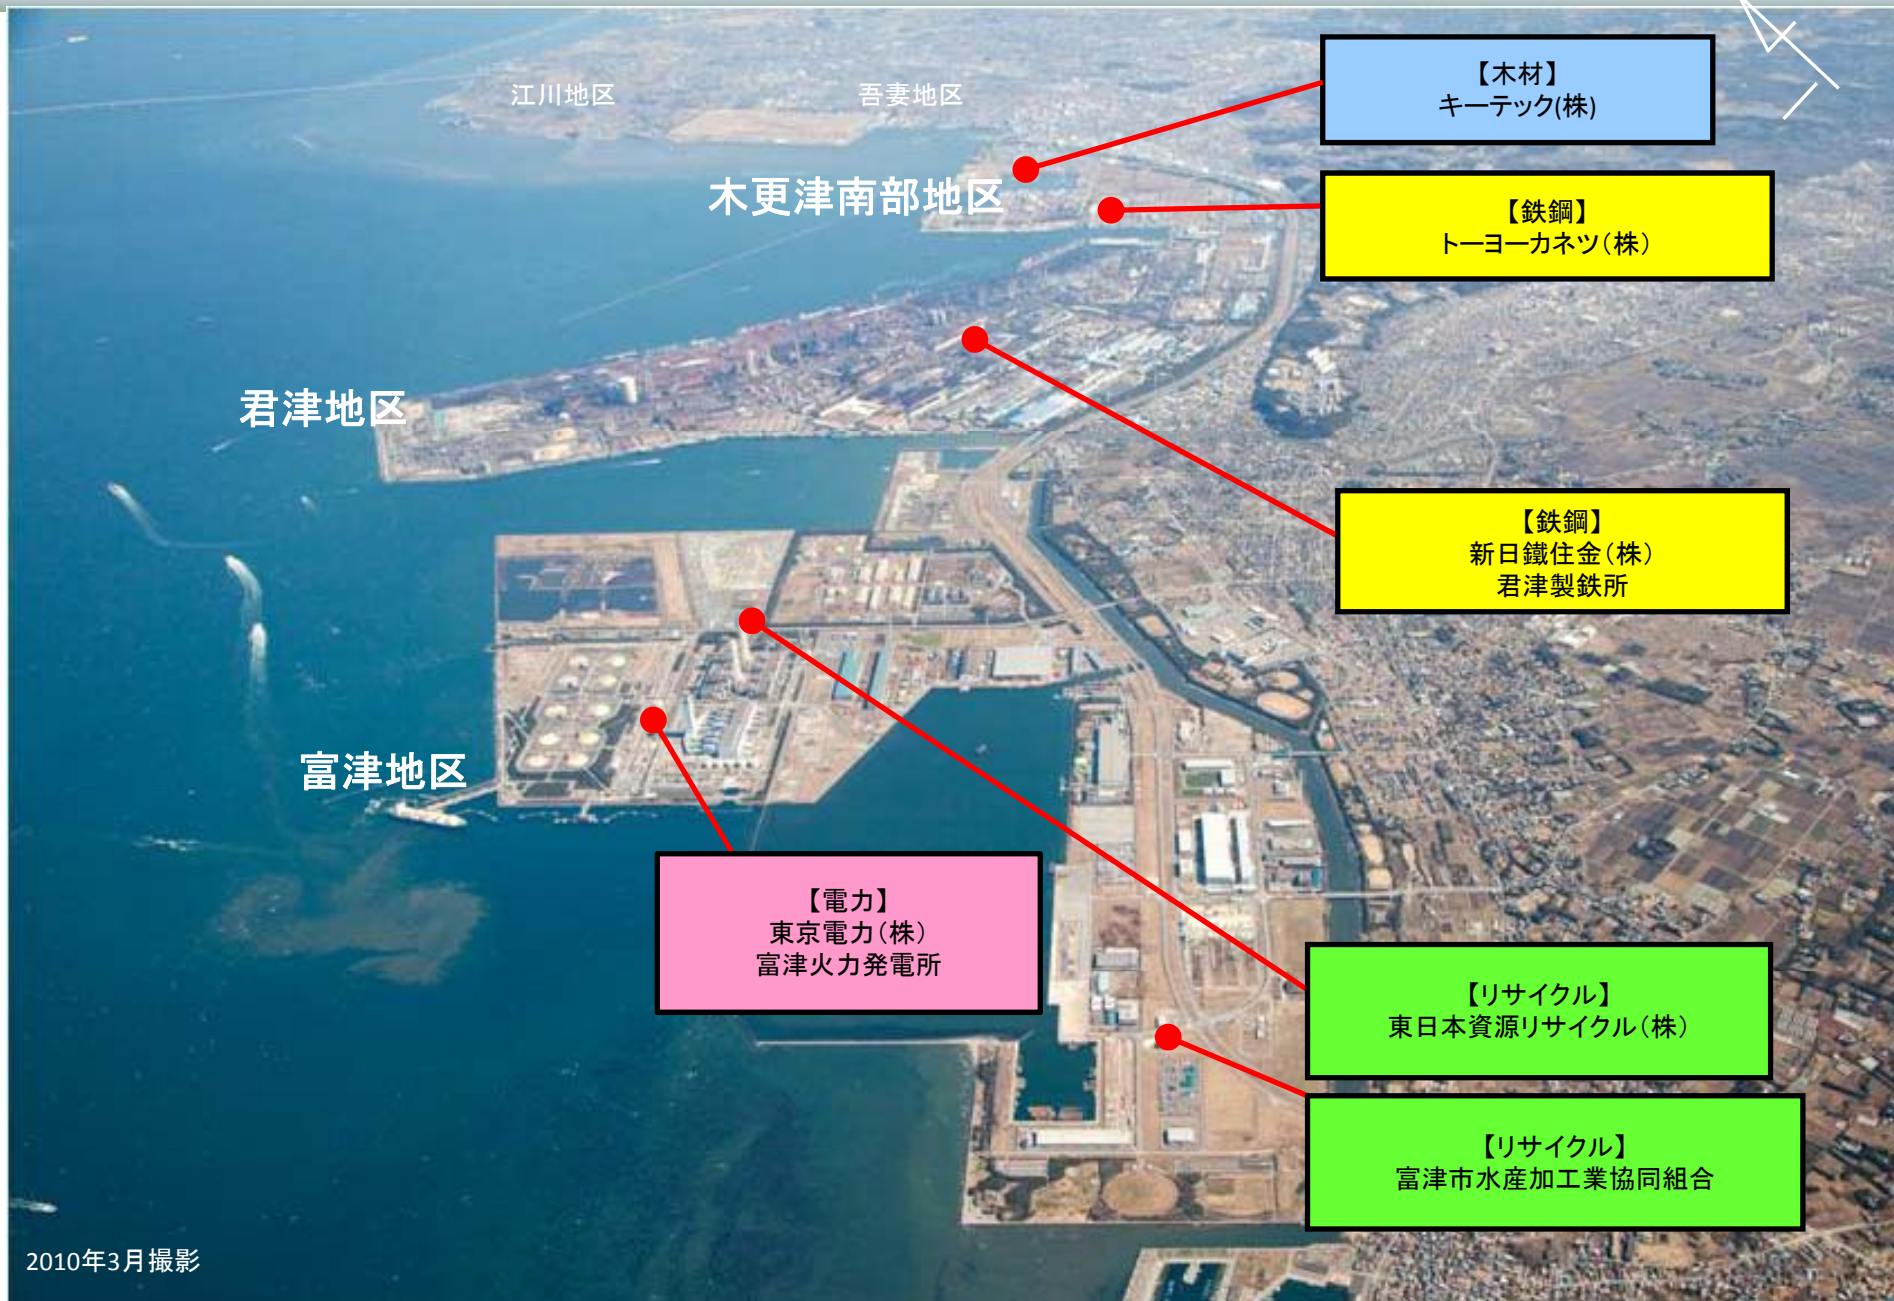 江川地区
吾妻地区
【木材】
キーテック(株)
木更津南部地区
【鉄鋼】
トーヨーカネツ（株）
君津地区
【鉄鋼】
新日鐵住金（株）
君津製鉄所
富津地区
【電力】
東京電力（株）
富津火力発電所
【リサイクル】
東日本資源リサイクル（株）
【リサイクル】
富津市水産加工業協同組合
2010年3月撮影